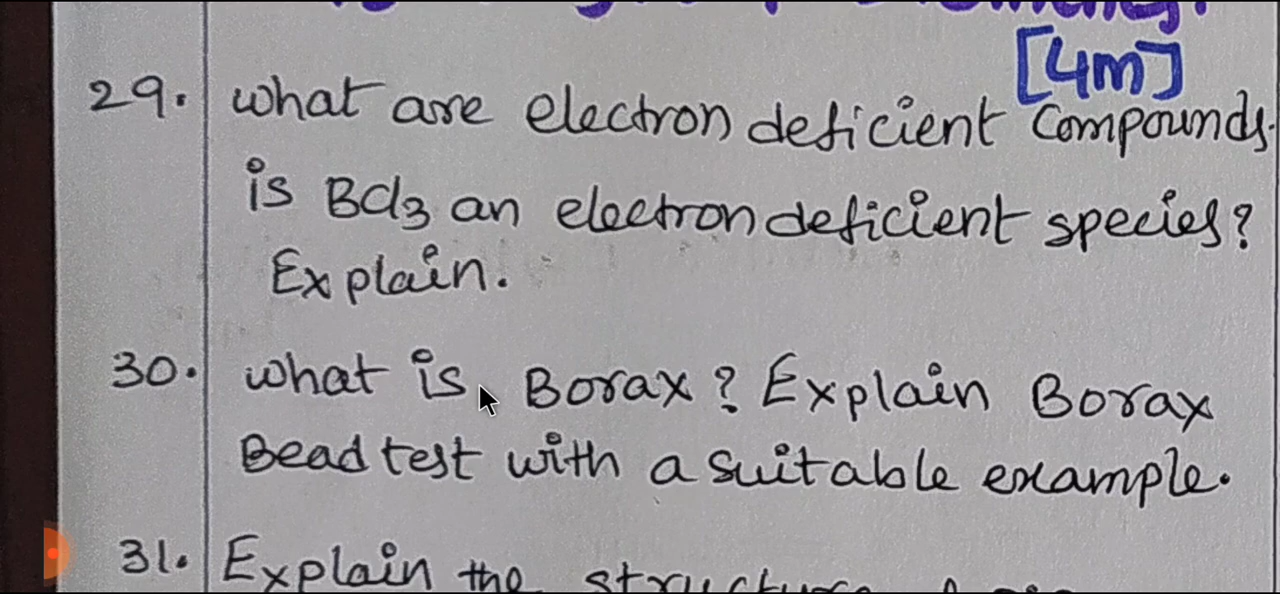 [4m]
29. what are electron deficient Compounds.
is BCl3 an electron deficient species?
Explain.
30. what is Borax? Explain Borax
Bead test with a suitable example.
31. Explain the